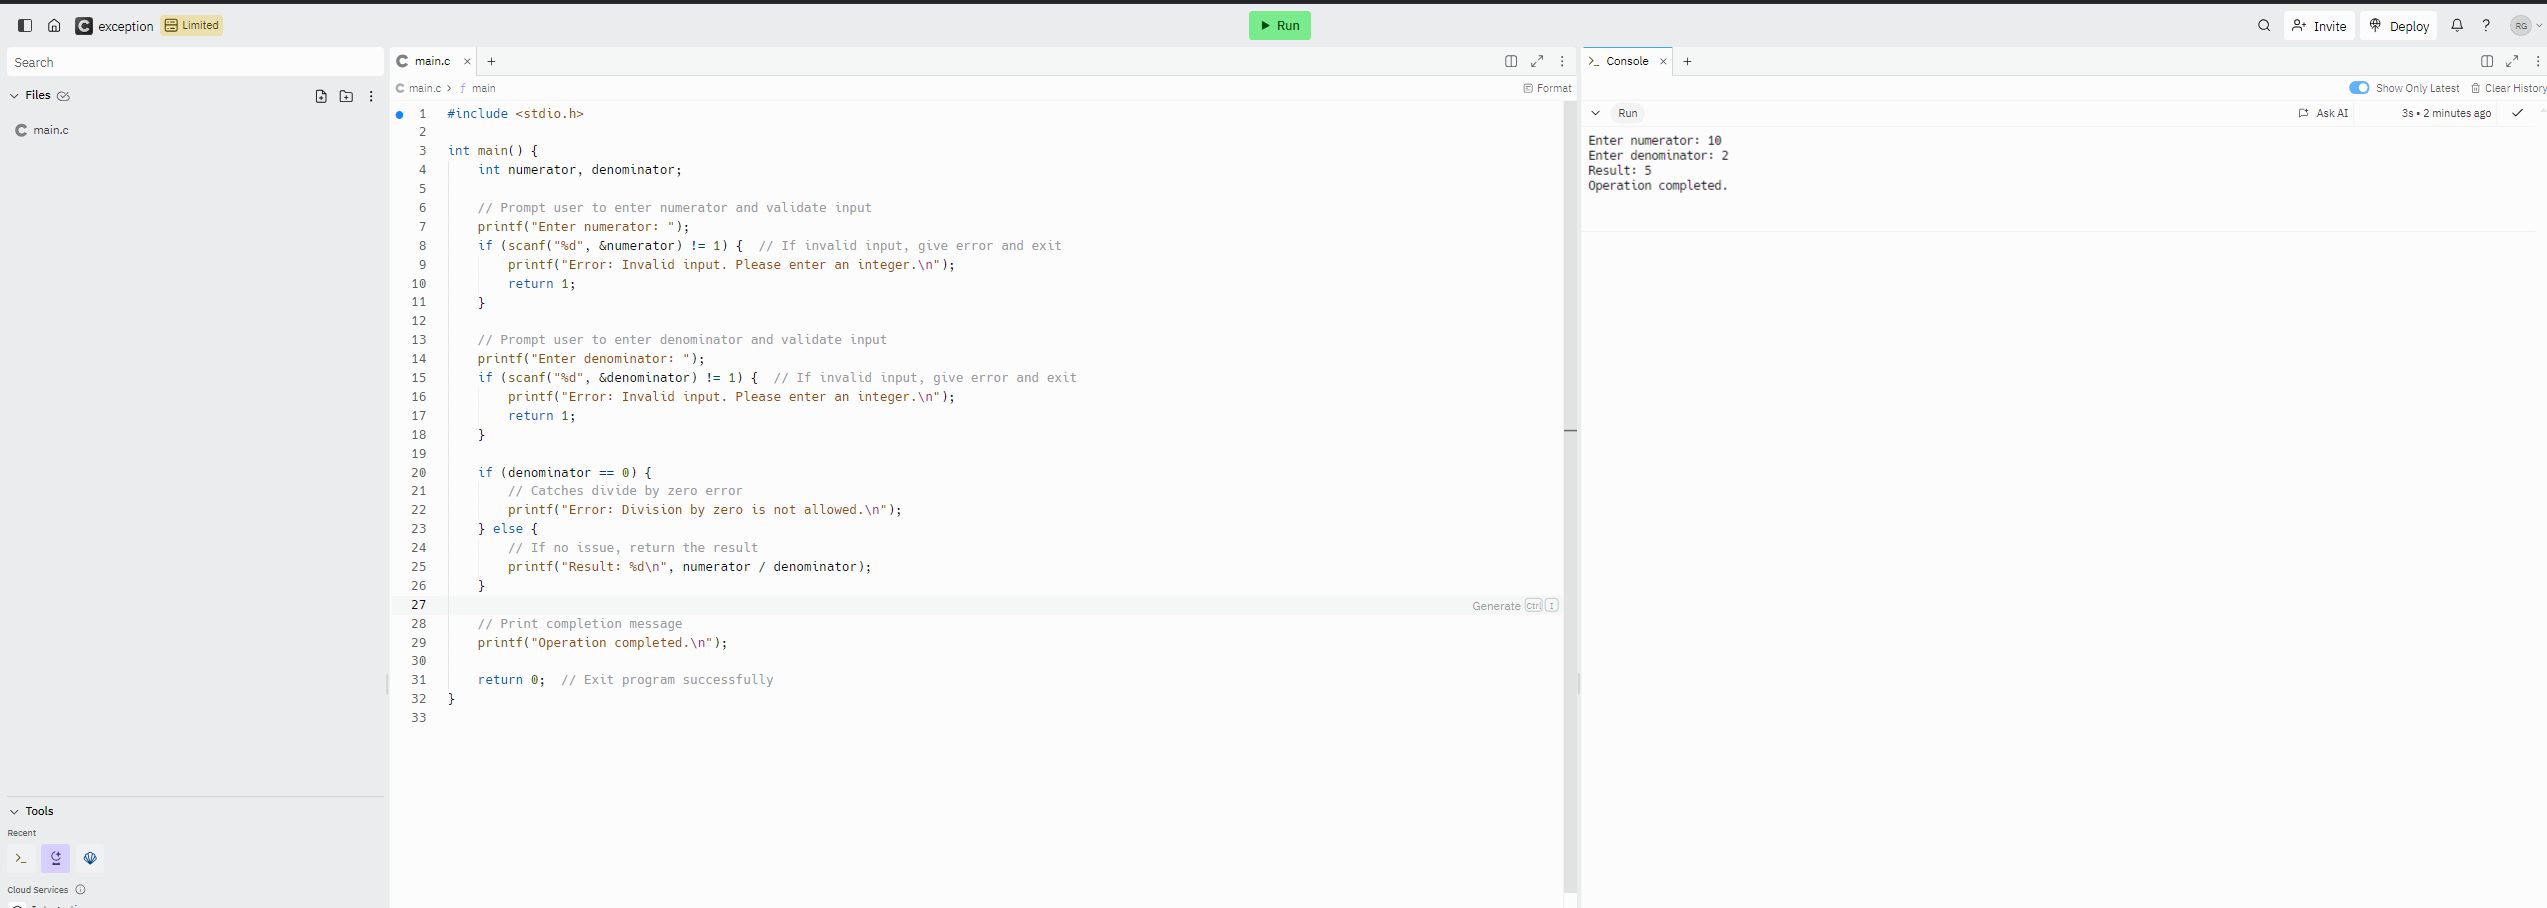 exception Limited
Run
Invite
Deploy
?
RG
Search
Files
main.c
Tools
Recent
>_
Cloud Services
main.c
main.c > f main
Format
1 #include <stdio.h>
2
3 int main() {
4     int numerator, denominator;
5
6     // Prompt user to enter numerator and validate input
7     printf("Enter numerator: ");
8     if (scanf("%d", &numerator) != 1) {  // If invalid input, give error and exit
9         printf("Error: Invalid input. Please enter an integer.\n");
10         return 1;
11     }
12
13     // Prompt user to enter denominator and validate input
14     printf("Enter denominator: ");
15     if (scanf("%d", &denominator) != 1) {  // If invalid input, give error and exit
16         printf("Error: Invalid input. Please enter an integer.\n");
17         return 1;
18     }
19
20     if (denominator == 0) {
21         // Catches divide by zero error
22         printf("Error: Division by zero is not allowed.\n");
23     } else {
24         // If no issue, return the result
25         printf("Result: %d\n", numerator / denominator);
26     }
27
Generate Ctrl I
28     // Print completion message
29     printf("Operation completed.\n");
30
31     return 0;  // Exit program successfully
32 }
33
>_ Console
Show Only Latest
Clear History
Run
Ask AI
3s • 2 minutes ago
Enter numerator: 10
Enter denominator: 2
Result: 5
Operation completed.